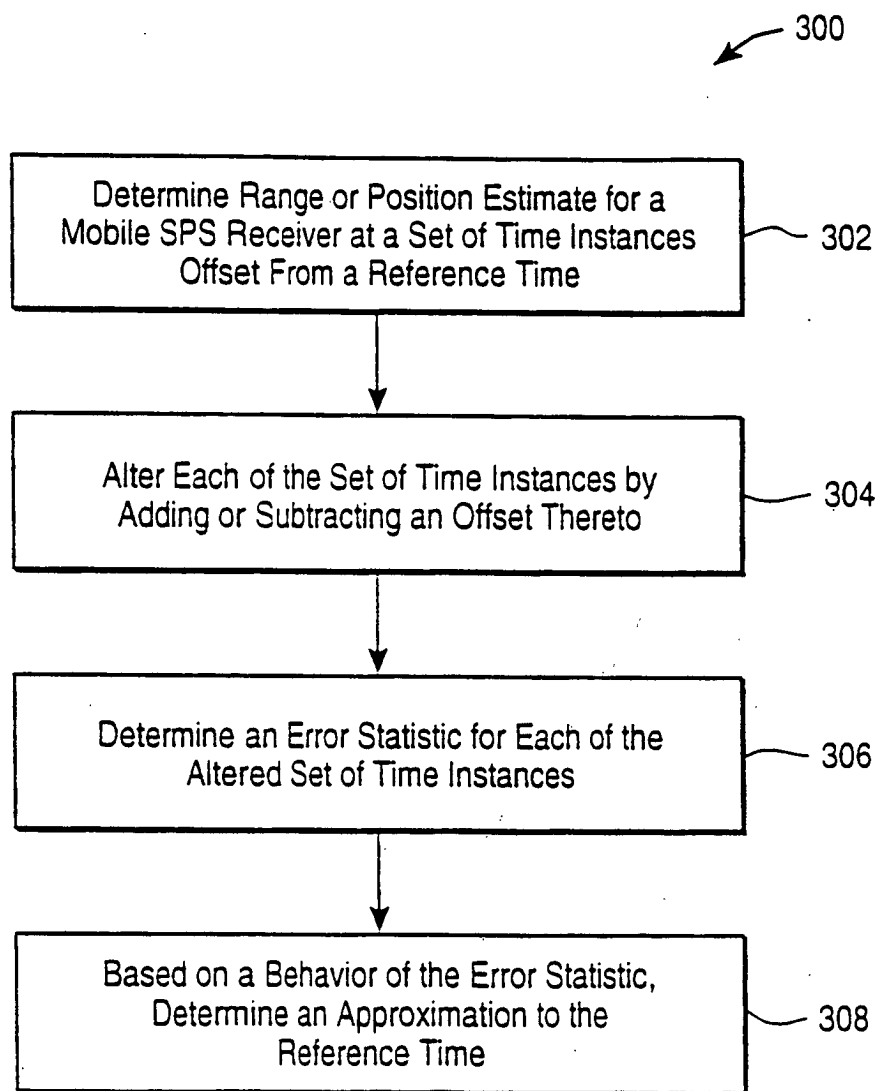 300
Determine Range or Position Estimate for a
Mobile SPS Receiver at a Set of Time Instances
Offset From a Reference Time
302
Alter Each of the Set of Time Instances by
Adding or Subtracting an Offset Thereto
304
Determine an Error Statistic for Each of the
Altered Set of Time Instances
306
Based on a Behavior of the Error Statistic,
Determine an Approximation to the
Reference Time
308